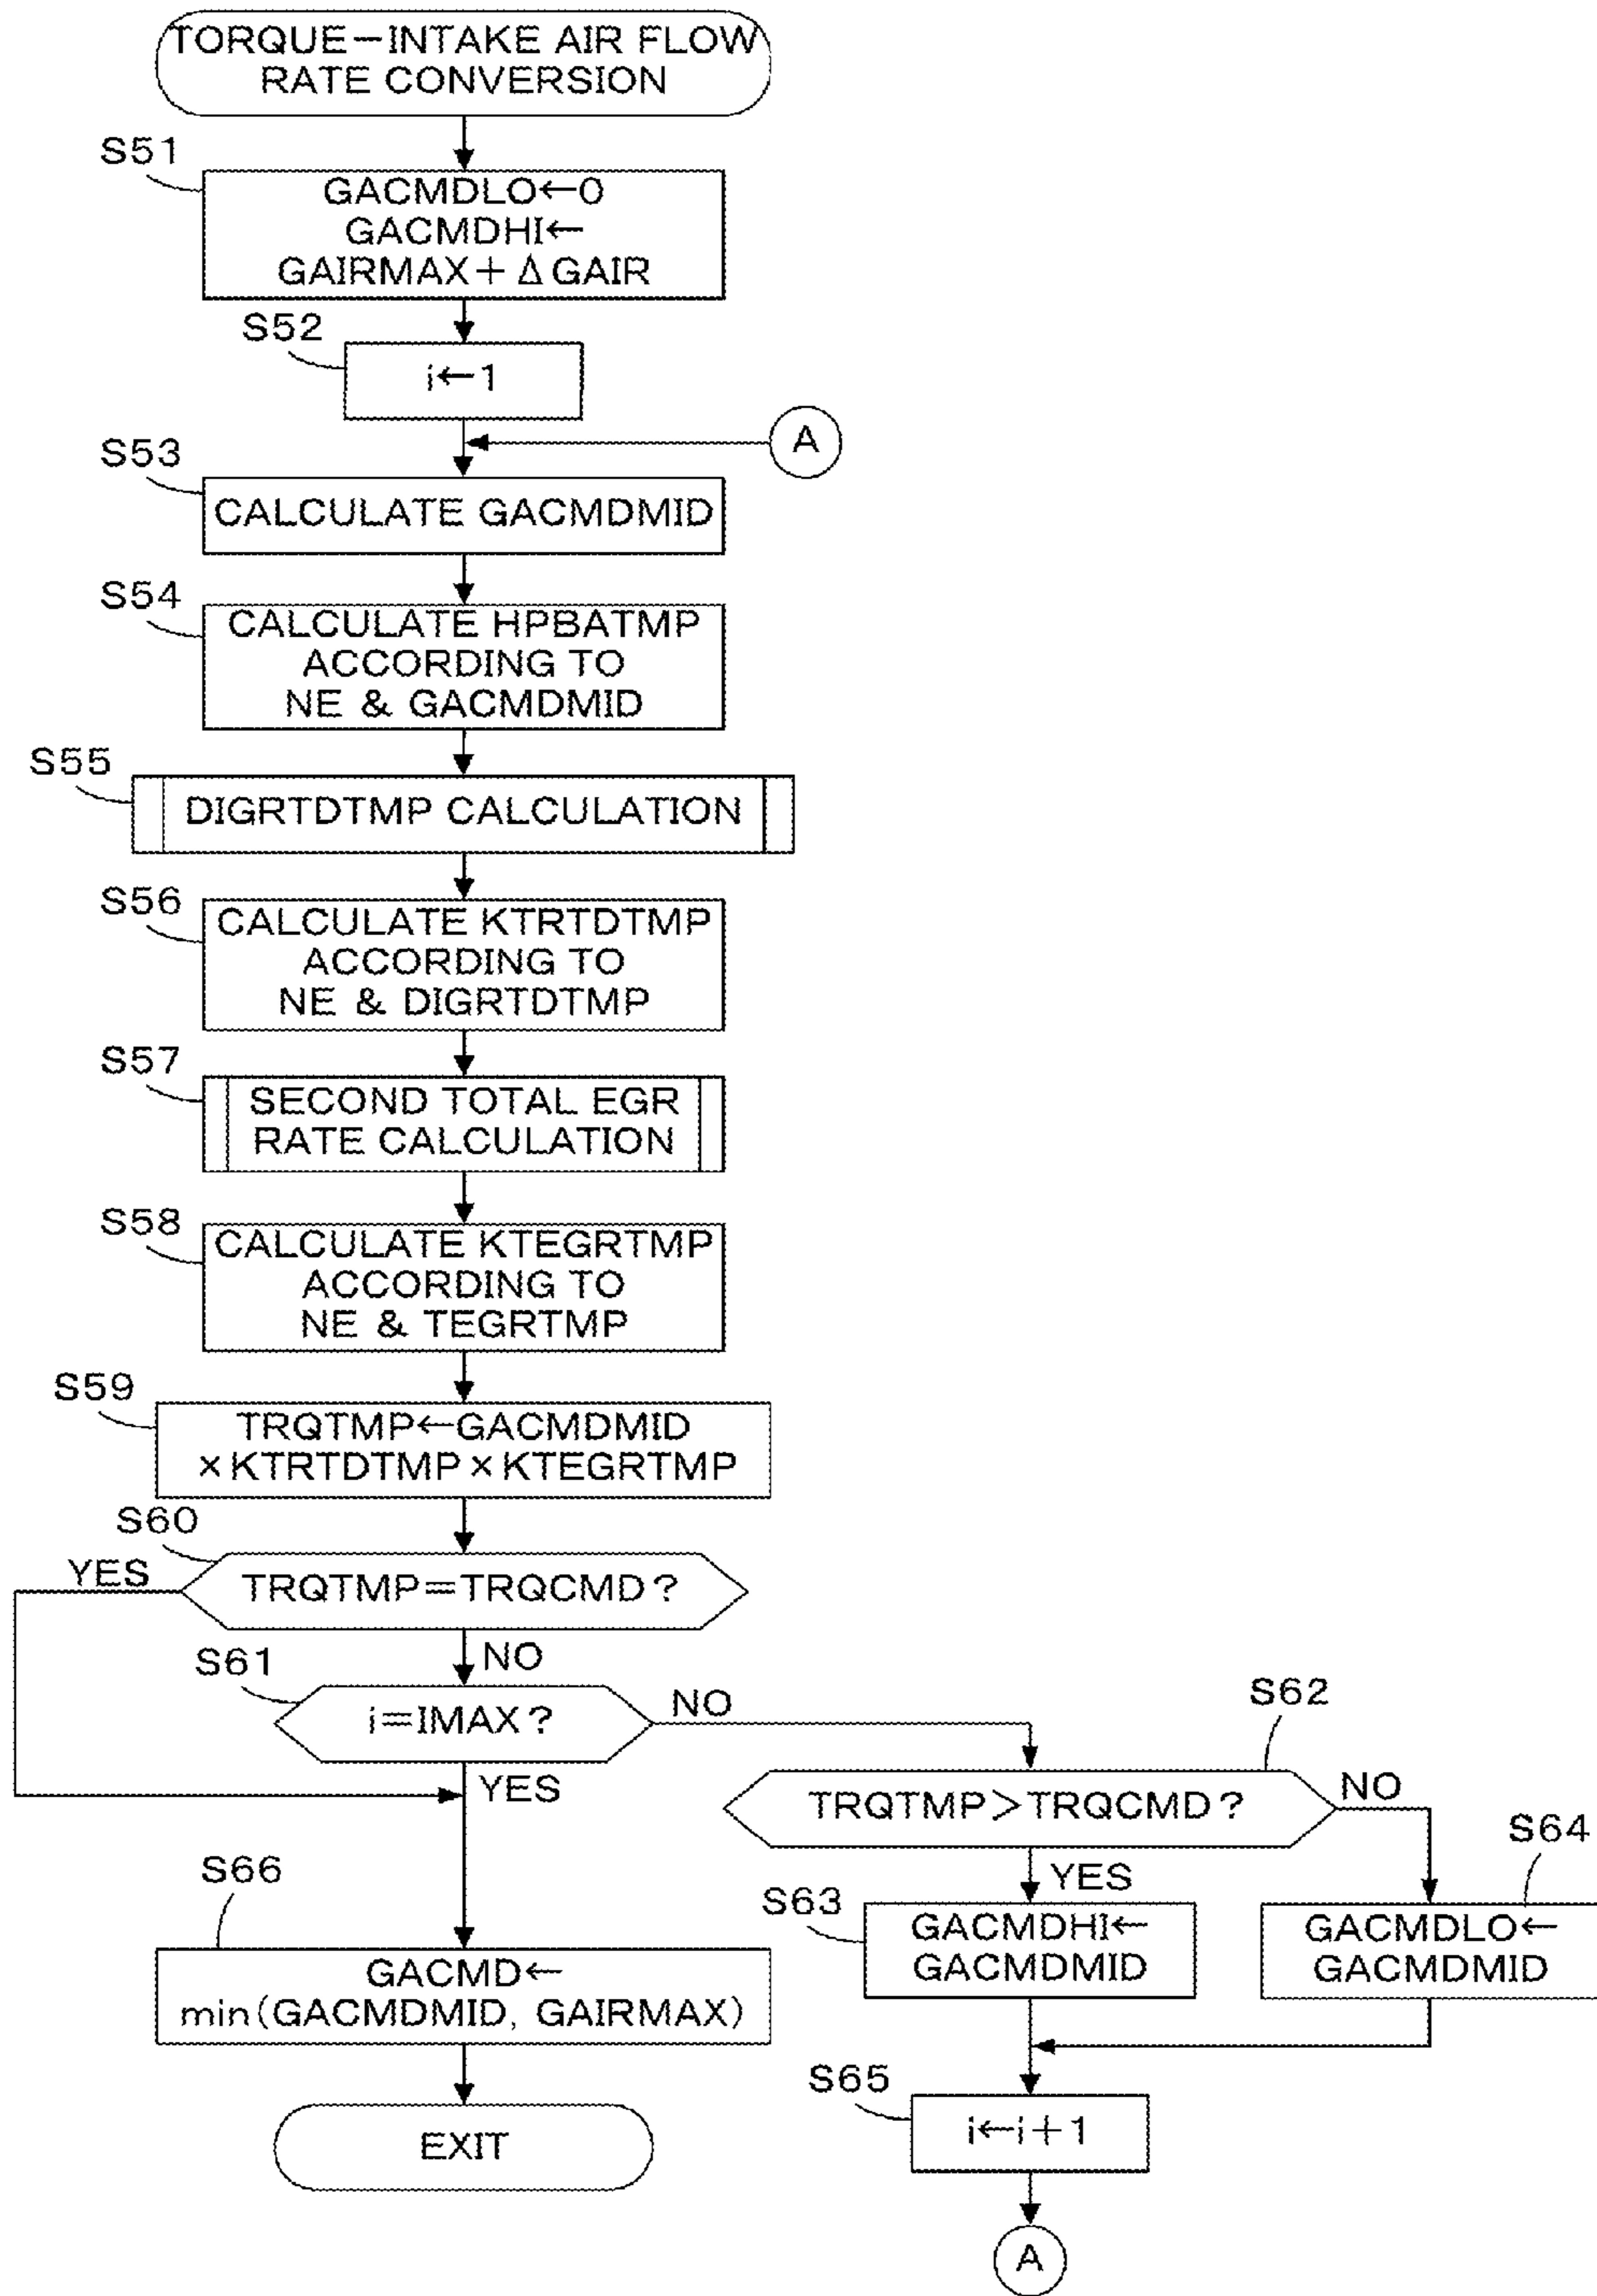 TORQUE−INTAKE AIR FLOW
RATE CONVERSION
S51
GACMDLO←0
GACMDHI←
GAIRMAX+ΔGAIR
S52
i←1
A
S53
CALCULATE GACMDMID
S54
CALCULATE HPBATMP
ACCORDING TO
NE & GACMDMID
S55
DIGRTDTMP CALCULATION
S56
CALCULATE KTRTDTMP
ACCORDING TO
NE & DIGRTDTMP
S57
SECOND TOTAL EGR
RATE CALCULATION
S58
CALCULATE KTEGRTMP
ACCORDING TO
NE & TEGRTMP
S59
TRQTMP←GACMDMID
×KTRTDTMP×KTEGRTMP
S60
YES
TRQTMP=TRQCMD?
NO
S61
i=IMAX?
NO
YES
S62
TRQTMP>TRQCMD?
NO
YES
S63
GACMDHI←
GACMDMID
S64
GACMDLO←
GACMDMID
S66
GACMD←
min(GACMDMID, GAIRMAX)
S65
i←i+1
EXIT
A